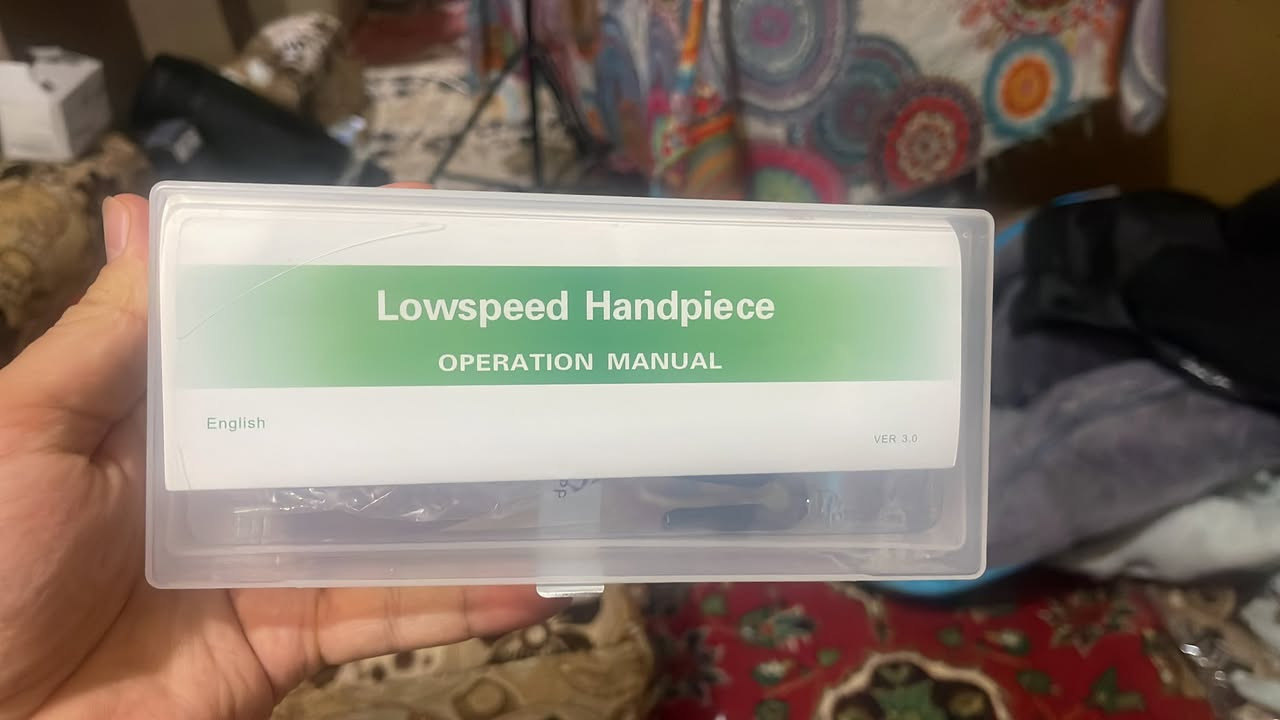 Lowspeed Handpiece
OPERATION MANUAL
English
VER 3.0